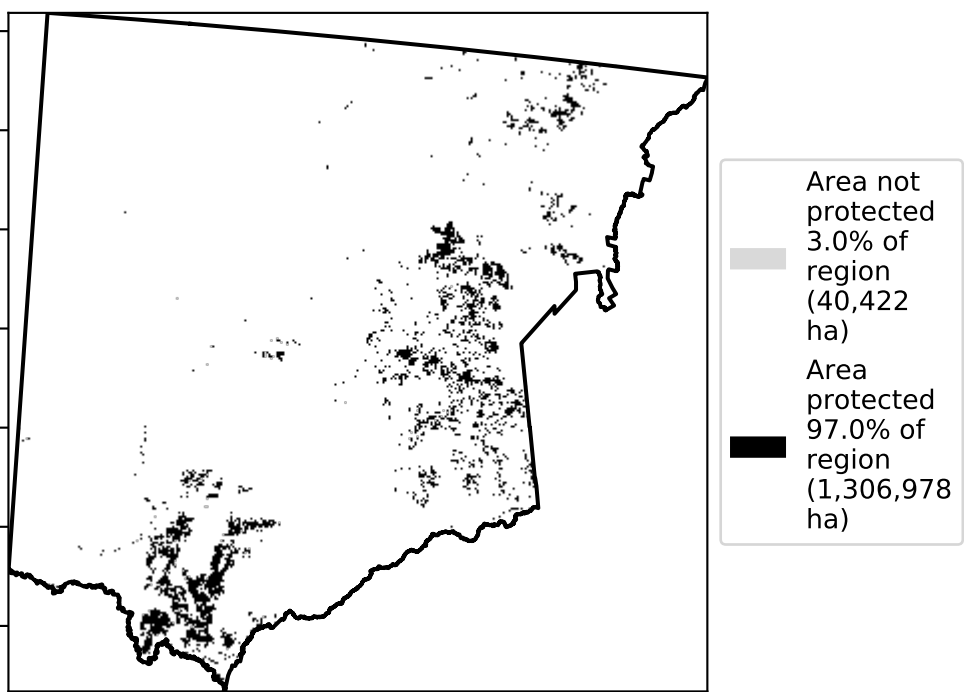 Area not
protected
3.0% of
region
(40,422
ha)
Area
protected
97.0% of
region
(1,306,978
ha)